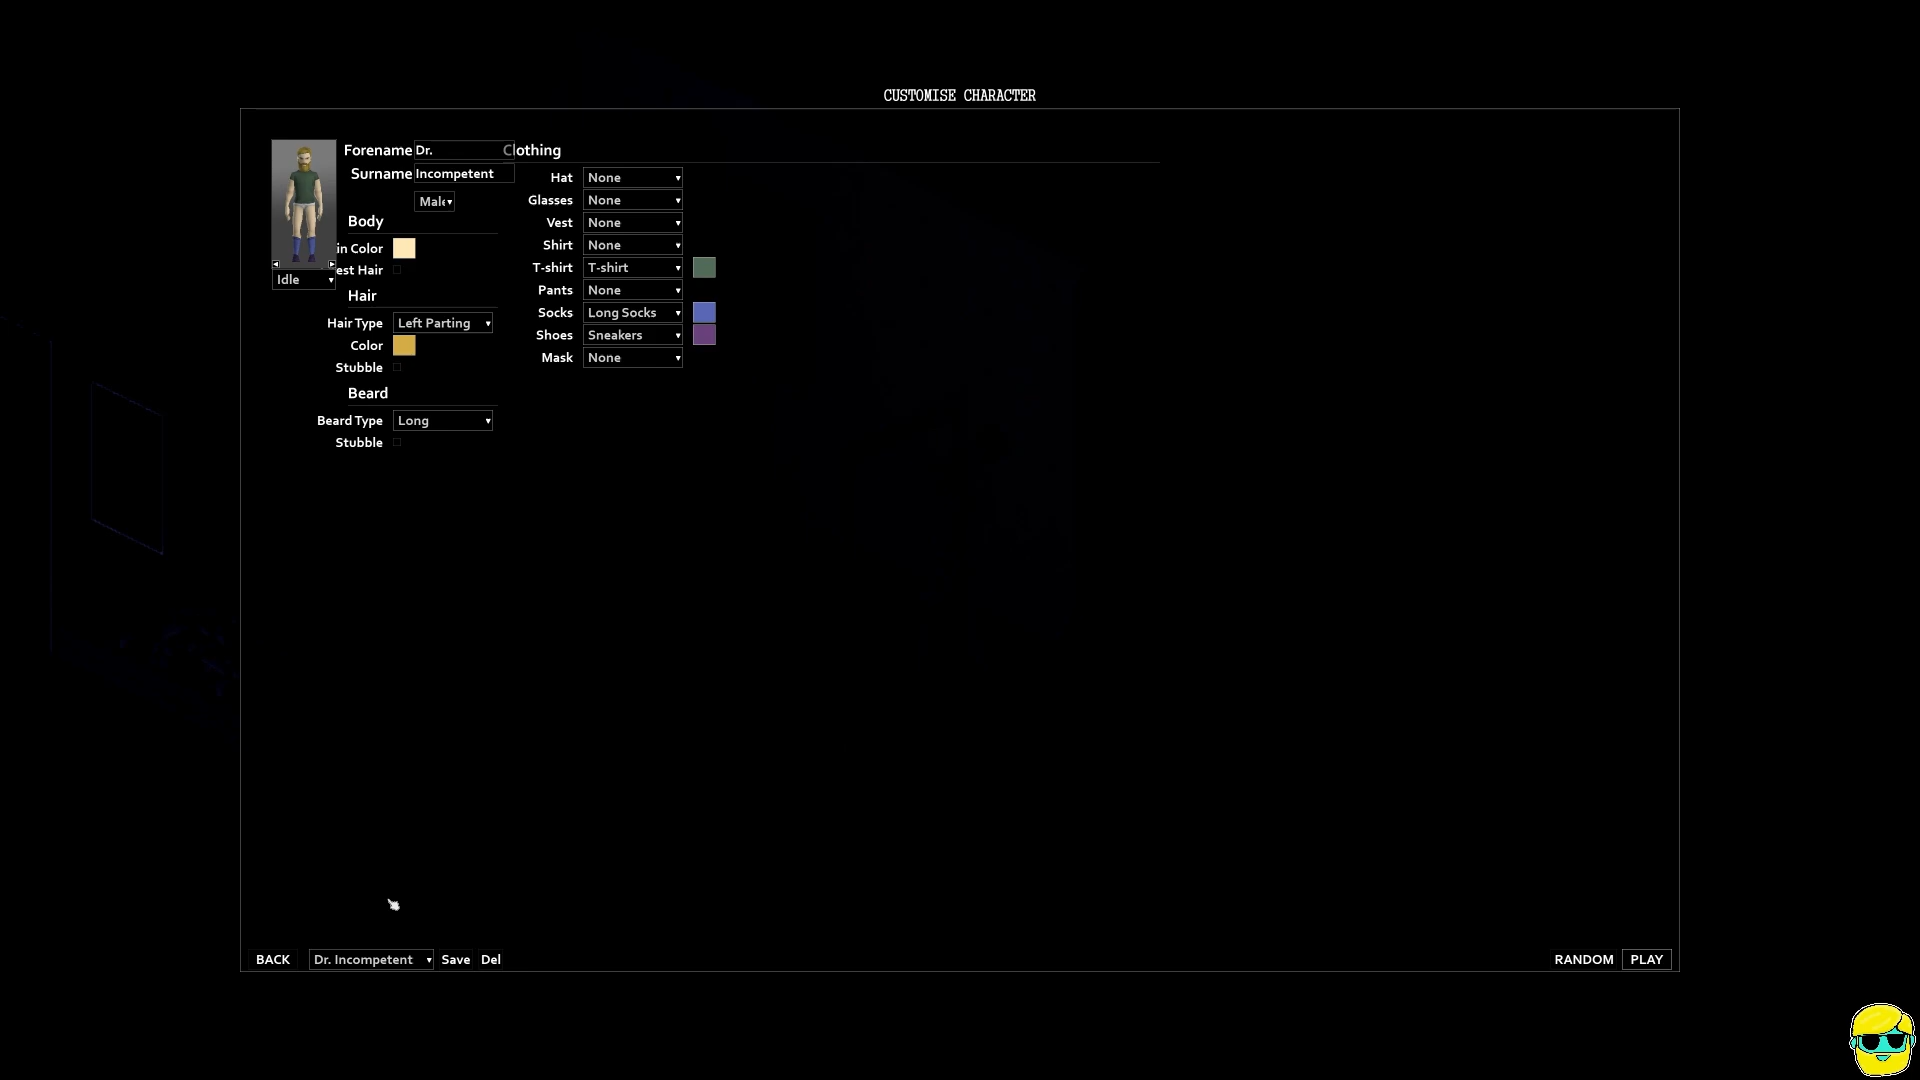 CUSTOMISE CHARACTER
Forename Dr.
Surname Incompetent
Male
Body
in Color
est Hair
Idle
Hair
Hair Type Left Parting
Color
Stubble
Beard
Beard Type Long
Stubble
Clothing
Hat None
Glasses None
Vest None
Shirt None
T-shirt T-shirt
Pants None
Socks Long Socks
Shoes Sneakers
Mask None
BACK Dr. Incompetent Save Del RANDOM PLAY